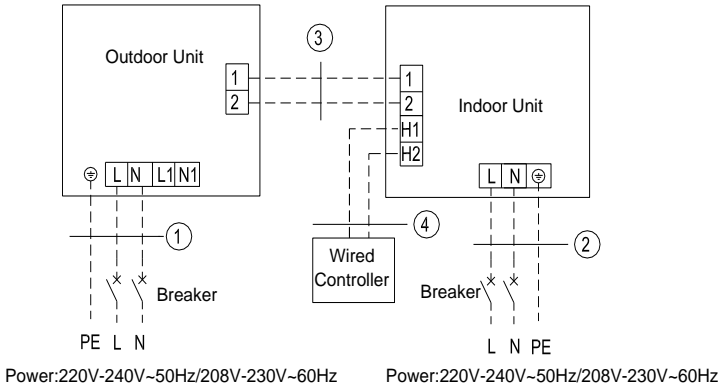 Outdoor Unit
1
2
L N L1 N1
1
Breaker
PE L N
Power:220V-240V~50Hz/208V-230V~60Hz
3
1
2
H1
H2
Indoor Unit
L N
4
Wired
Controller
2
Breaker
L N PE
Power:220V-240V~50Hz/208V-230V~60Hz